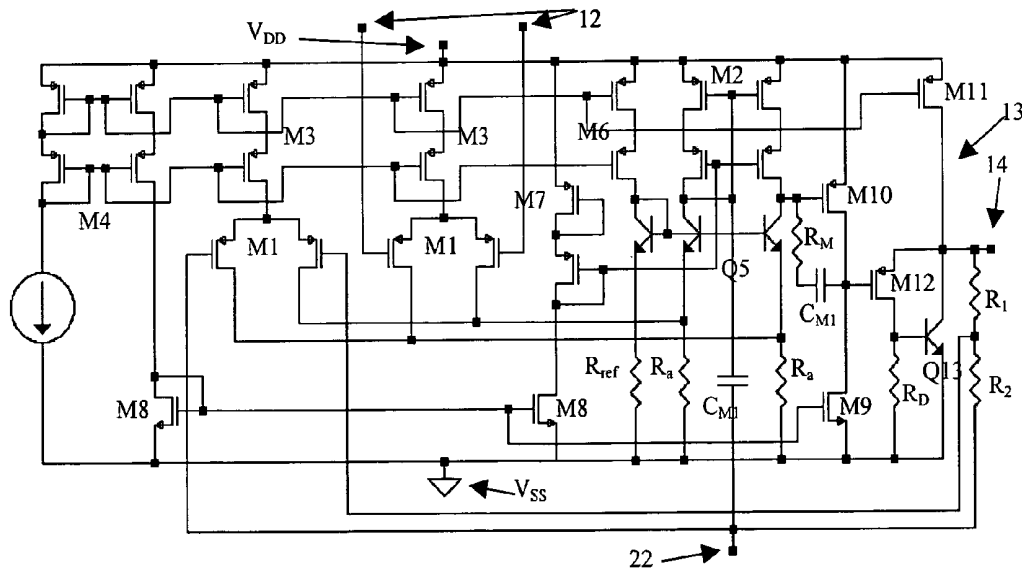 12
V_DD
M2
M11
13
M3
M3
M6
14
M4
M7
M10
M1
M1
R_M
Q5
M12
R_1
C_M1
R_ref
R_a
R_a
Q13
M8
M8
C_M1
M9
R_D
R_2
V_SS
22